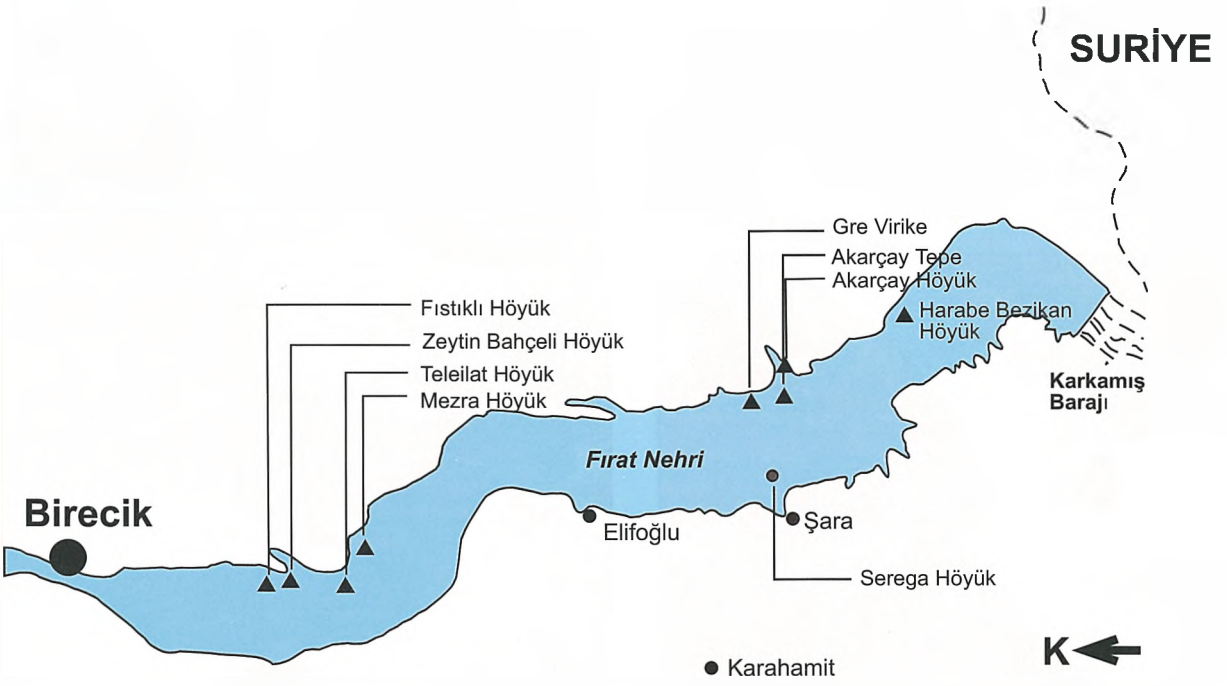 SURİYE
Gre Virike
Akarçay Tepe
Akarçay Höyük
Fıstıklı Höyük
Harabe Bezikan
Höyük
Zeytin Bahçeli Höyük
Teleilat Höyük
Mezra Höyük
Karkamış
Barajı
Fırat Nehri
Birecik
Elifoğlu
Şara
Serega Höyük
K
Karahamit